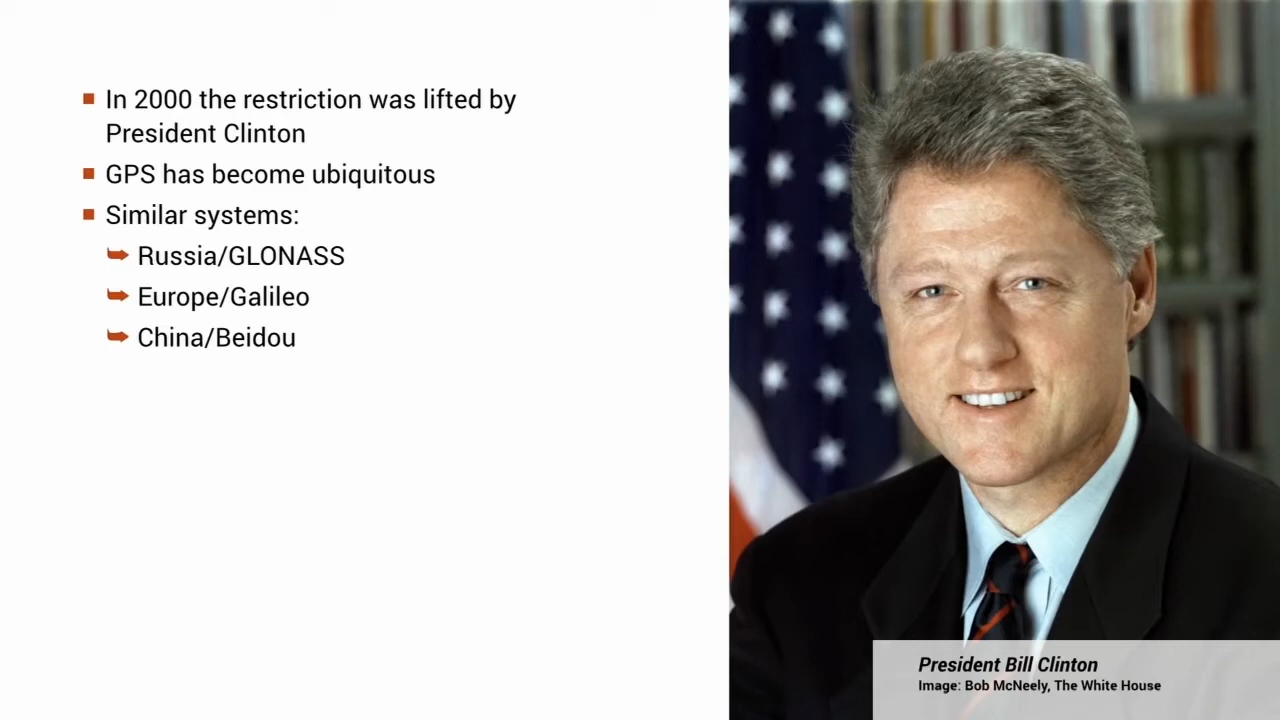 In 2000 the restriction was lifted by
President Clinton
GPS has become ubiquitous
Similar systems:
Russia/GLONASS
Europe/Galileo
China/Beidou
President Bill Clinton
Image: Bob McNeely, The White House